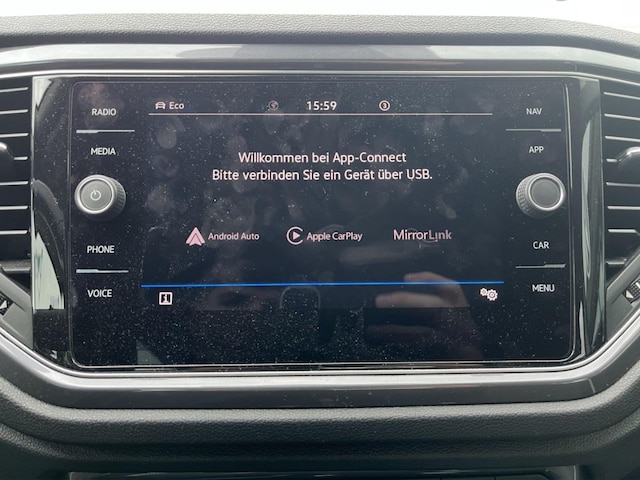 RADIO
MEDIA
PHONE
VOICE
Eco
15:59
3
Willkommen bei App-Connect
Bitte verbinden Sie ein Gerät über USB.
Android Auto
Apple CarPlay
MirrorLink
NAV
APP
CAR
MENU